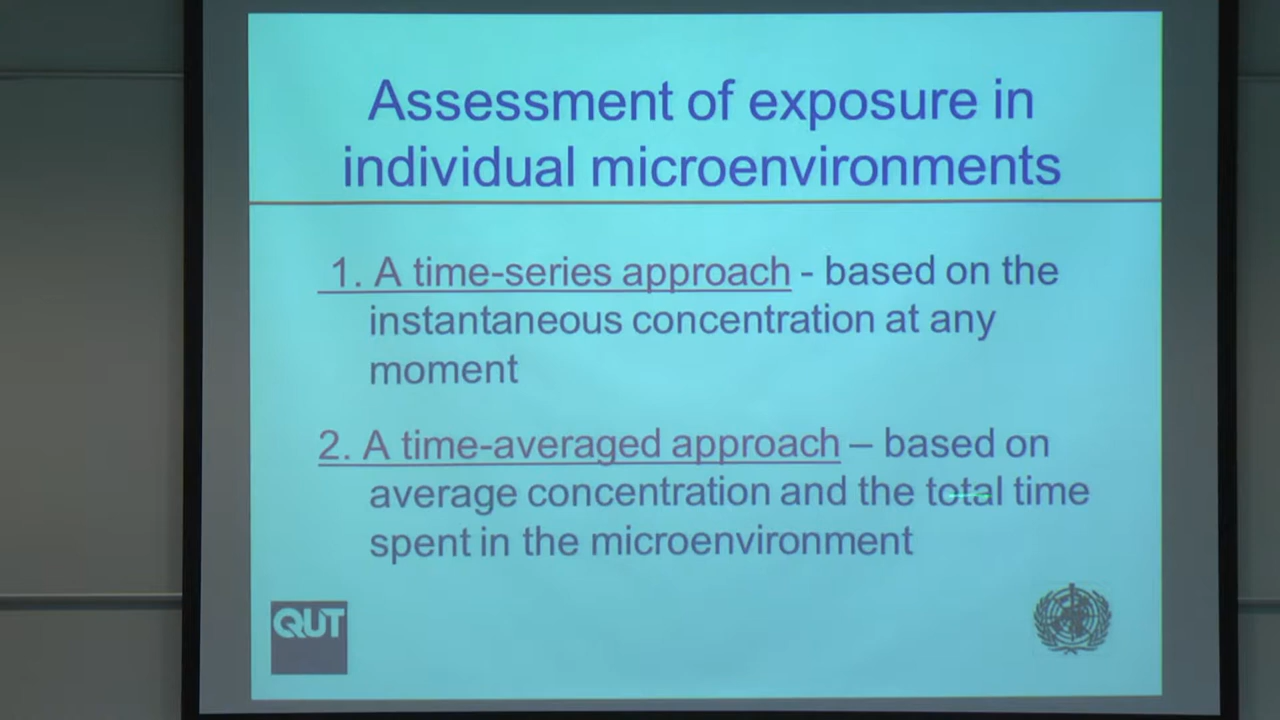 Assessment of exposure in
individual microenvironments
1. A time-series approach - based on the
instantaneous concentration at any
moment
2. A time-averaged approach – based on
average concentration and the total time
spent in the microenvironment
QUT